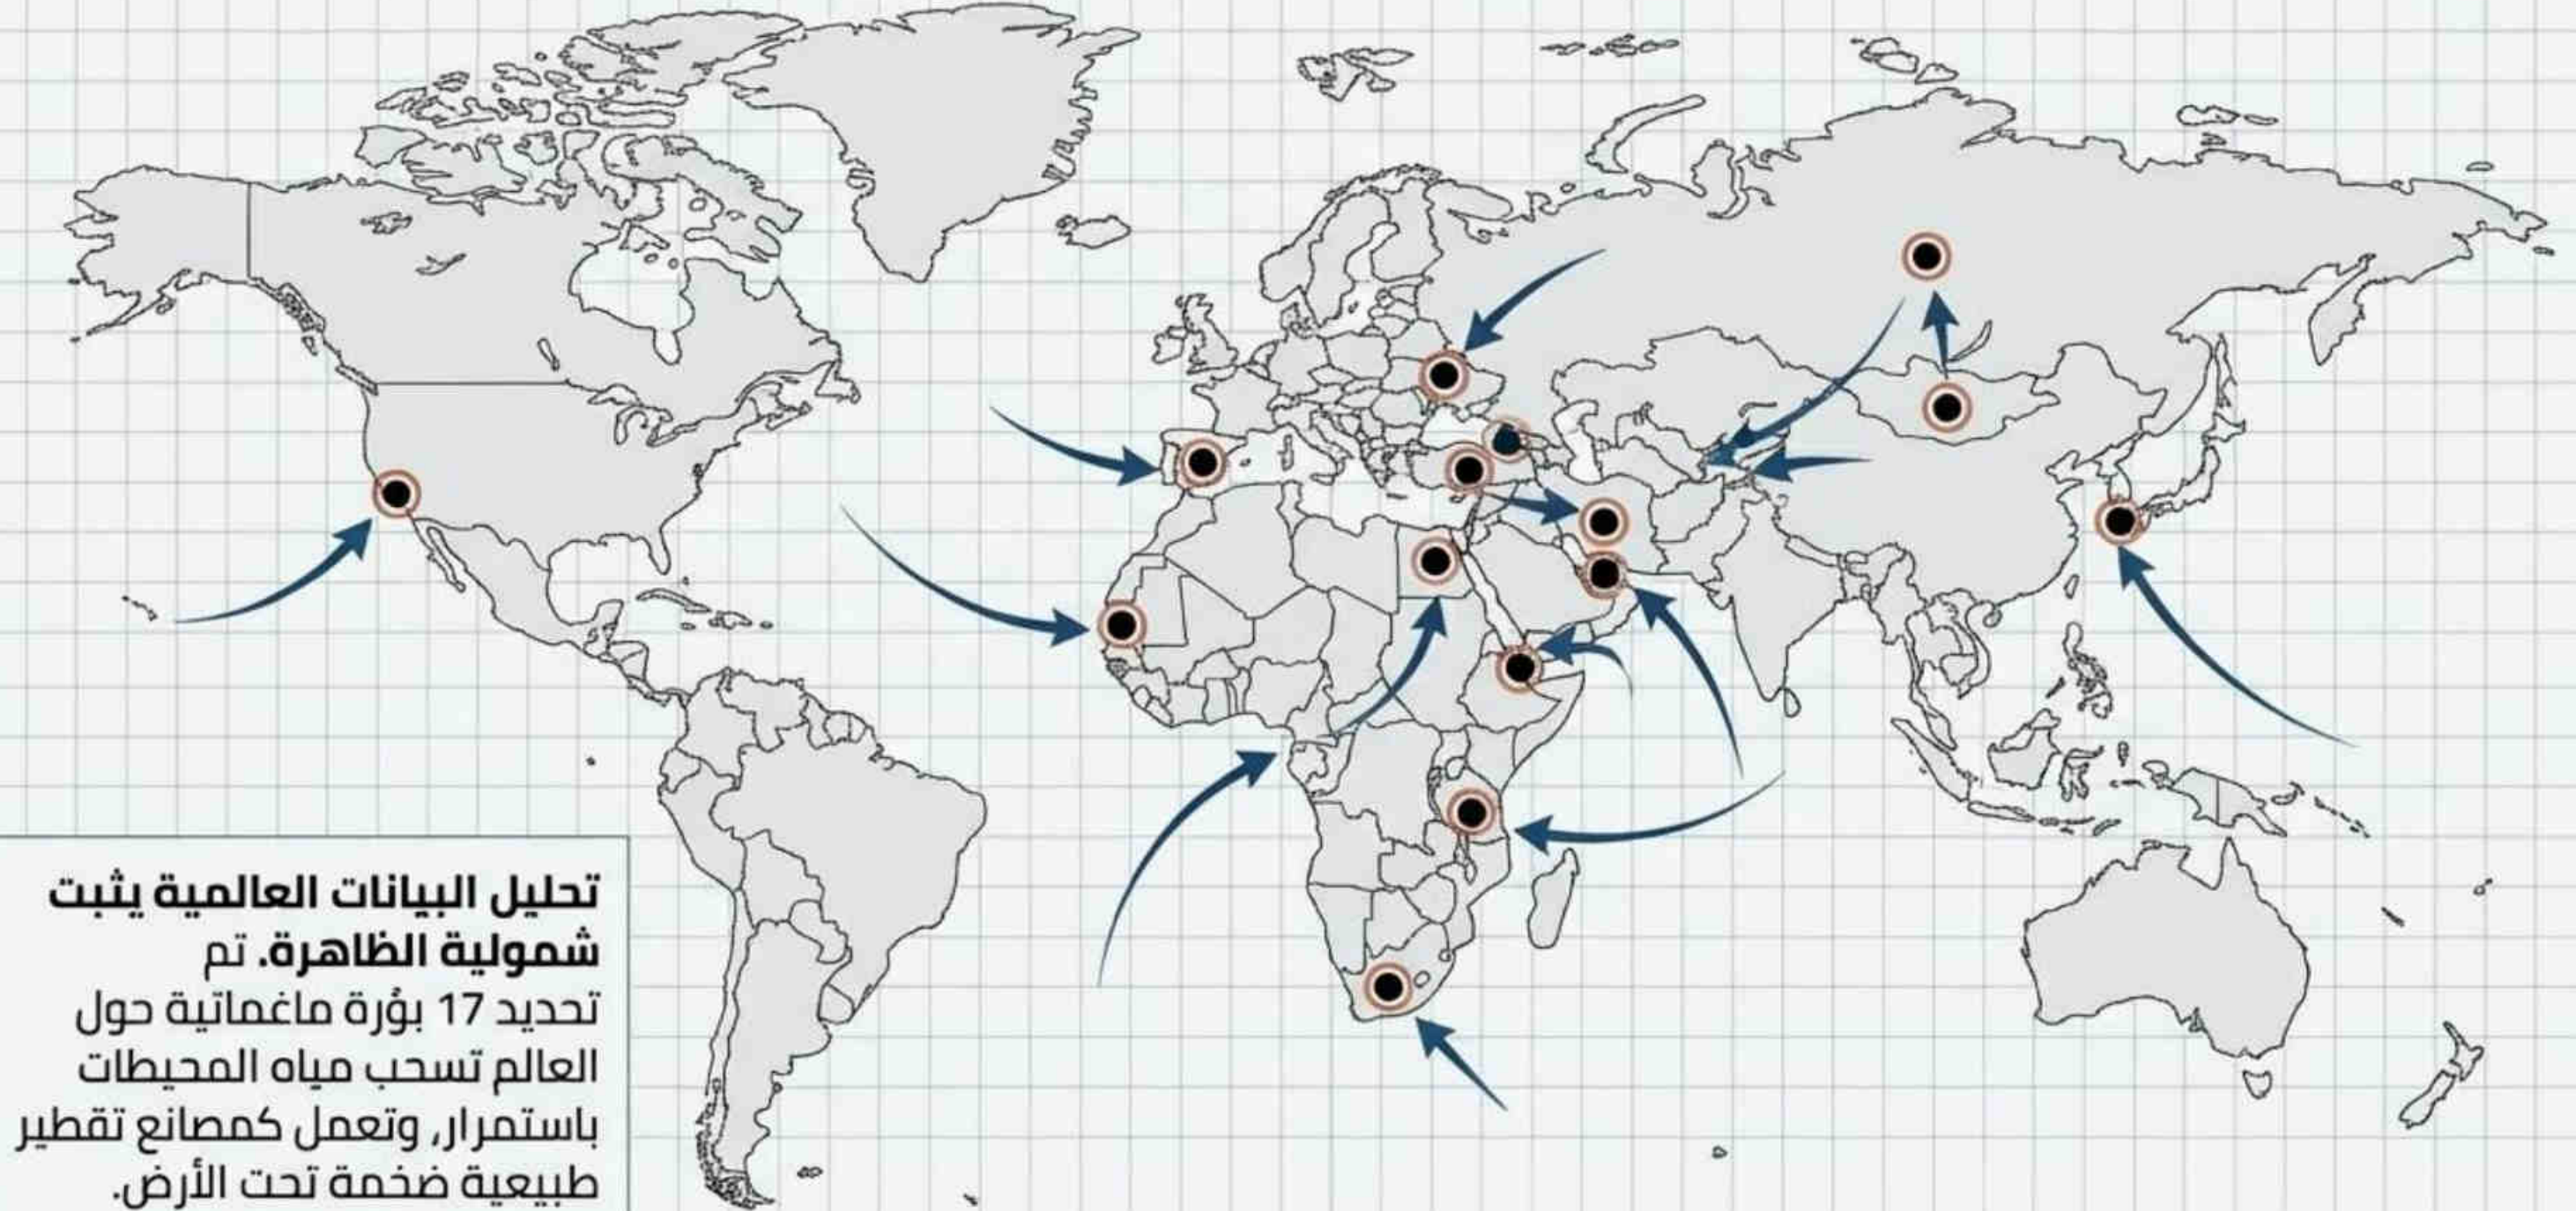 تحليل البيانات العالمية يثبت
شمولية الظاهرة. تم
تحديد 17 بؤرة ماغماتية حول
العالم تسحب مياه المحيطات
باستمرار، وتعمل كمصانع تقطير
طبيعية ضخمة تحت الأرض.